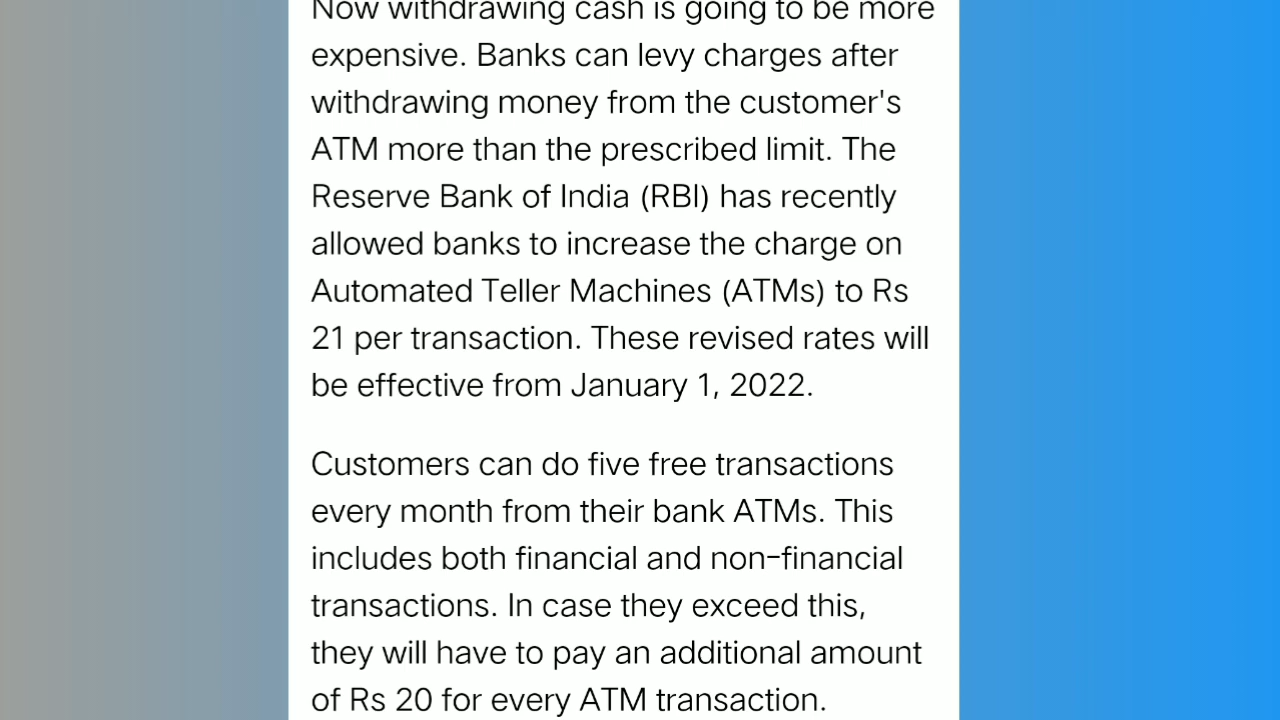 Now withdrawing cash is going to be more
expensive. Banks can levy charges after
withdrawing money from the customer's
ATM more than the prescribed limit. The
Reserve Bank of India (RBI) has recently
allowed banks to increase the charge on
Automated Teller Machines (ATMs) to Rs
21 per transaction. These revised rates will
be effective from January 1, 2022.
Customers can do five free transactions
every month from their bank ATMs. This
includes both financial and non-financial
transactions. In case they exceed this,
they will have to pay an additional amount
of Rs 20 for every ATM transaction.